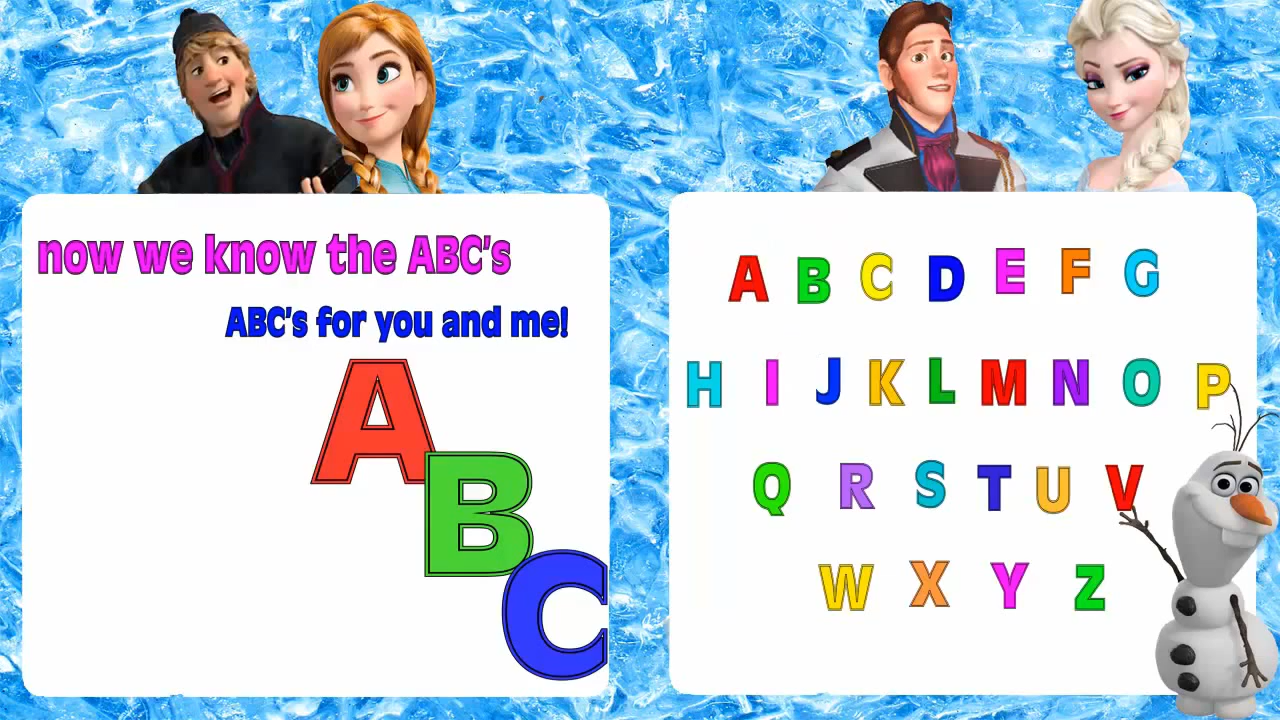 now we know the ABC's
ABC's for you and me!
A
B
C
A B C D E F G
H I J K L M N O P
Q R S T U V
W X Y Z